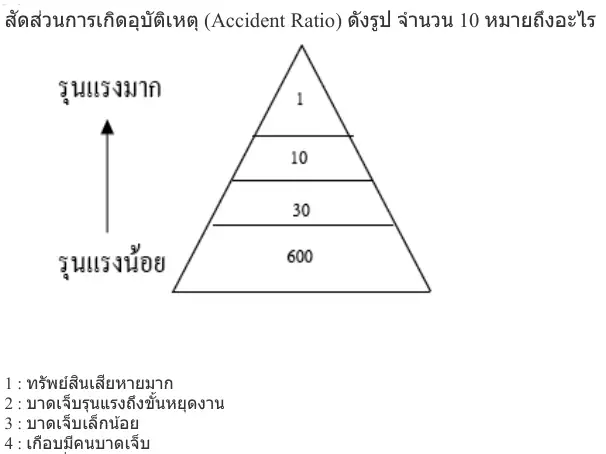 สัดส่วนการเกิดอุบัติเหตุ (Accident Ratio) ดังรูป จำนวน 10 หมายถึงอะไร
รุนแรงมาก
1
10
30
รุนแรงน้อย
600
1 : ทรัพย์สินเสียหายมาก
2 : บาดเจ็บรุนแรงถึงขั้นหยุดงาน
3 : บาดเจ็บเล็กน้อย
4 : เกือบมีคนบาดเจ็บ